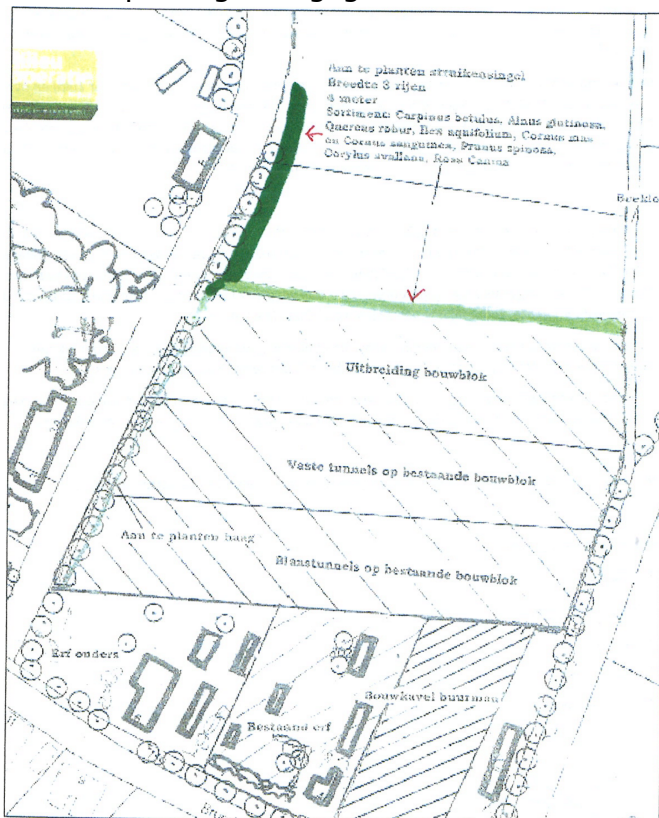 Aan te planten struikensingel
Breedte 3 rijen
4 meter
Sortiment: Carpinus betulus, Alnus glutinosa,
Quercus robur, Ilex aquifolium, Cornus mas
en Cornus sanguinea, Prunus spinosa,
Corylus avallana, Rosa Canina
Uitbreiding bouwblok
Vaste tunnels op bestaande bouwblok
Aan te planten haag
Blaastunnels op bestaande bouwblok
Erf ouders
Bouwkavel buurman
Bestaand erf